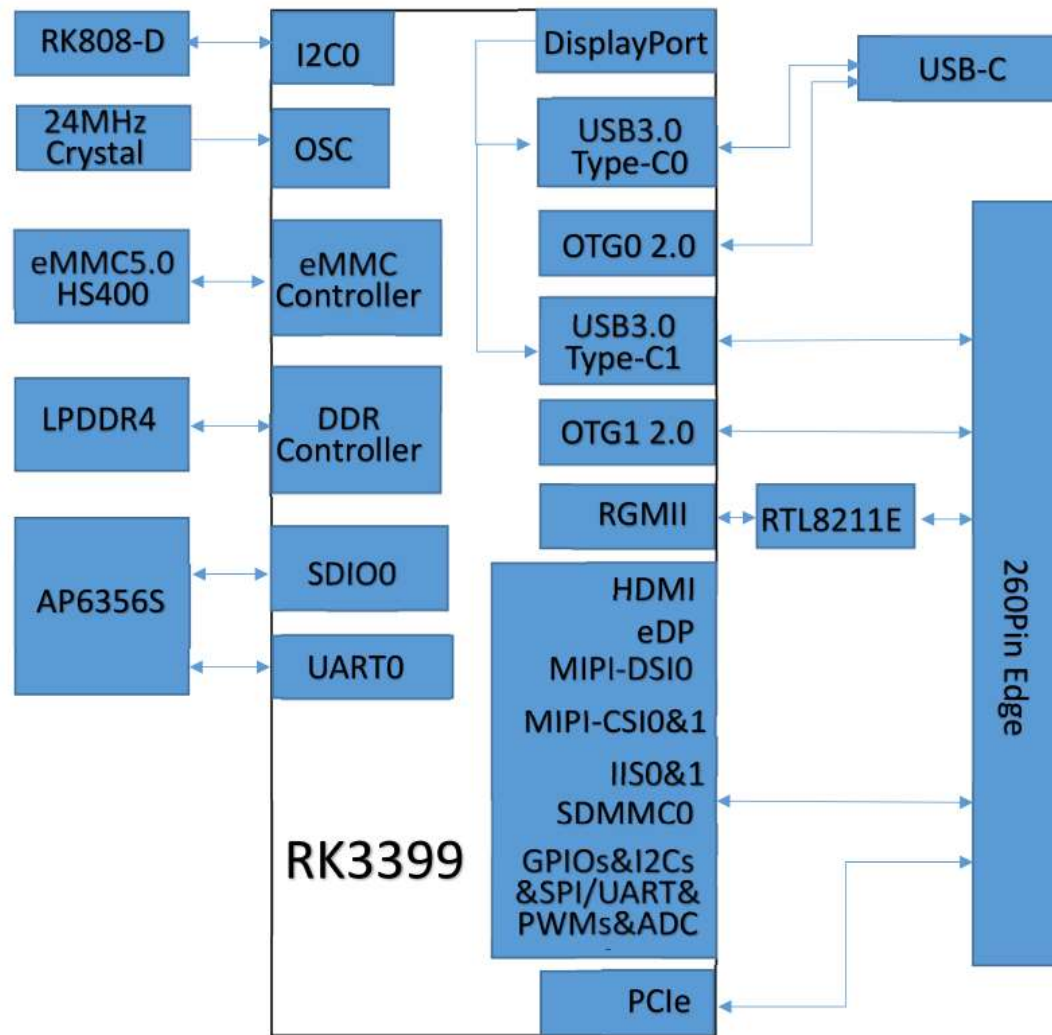 RK808-D
I2C0
24MHz
Crystal
OSC
eMMC5.0
HS400
eMMC
Controller
LPDDR4
DDR
Controller
AP6356S
SDIO0
UART0
RK3399
DisplayPort
USB3.0
Type-C0
OTG0 2.0
USB3.0
Type-C1
OTG1 2.0
RGMII
RTL8211E
HDMI
eDP
MIPI-DSI0
MIPI-CSI0&1
IIS0&1
SDMMC0
GPIOs&I2Cs
&SPI/UART&
PWMs&ADC
PCIe
USB-C
260Pin Edge